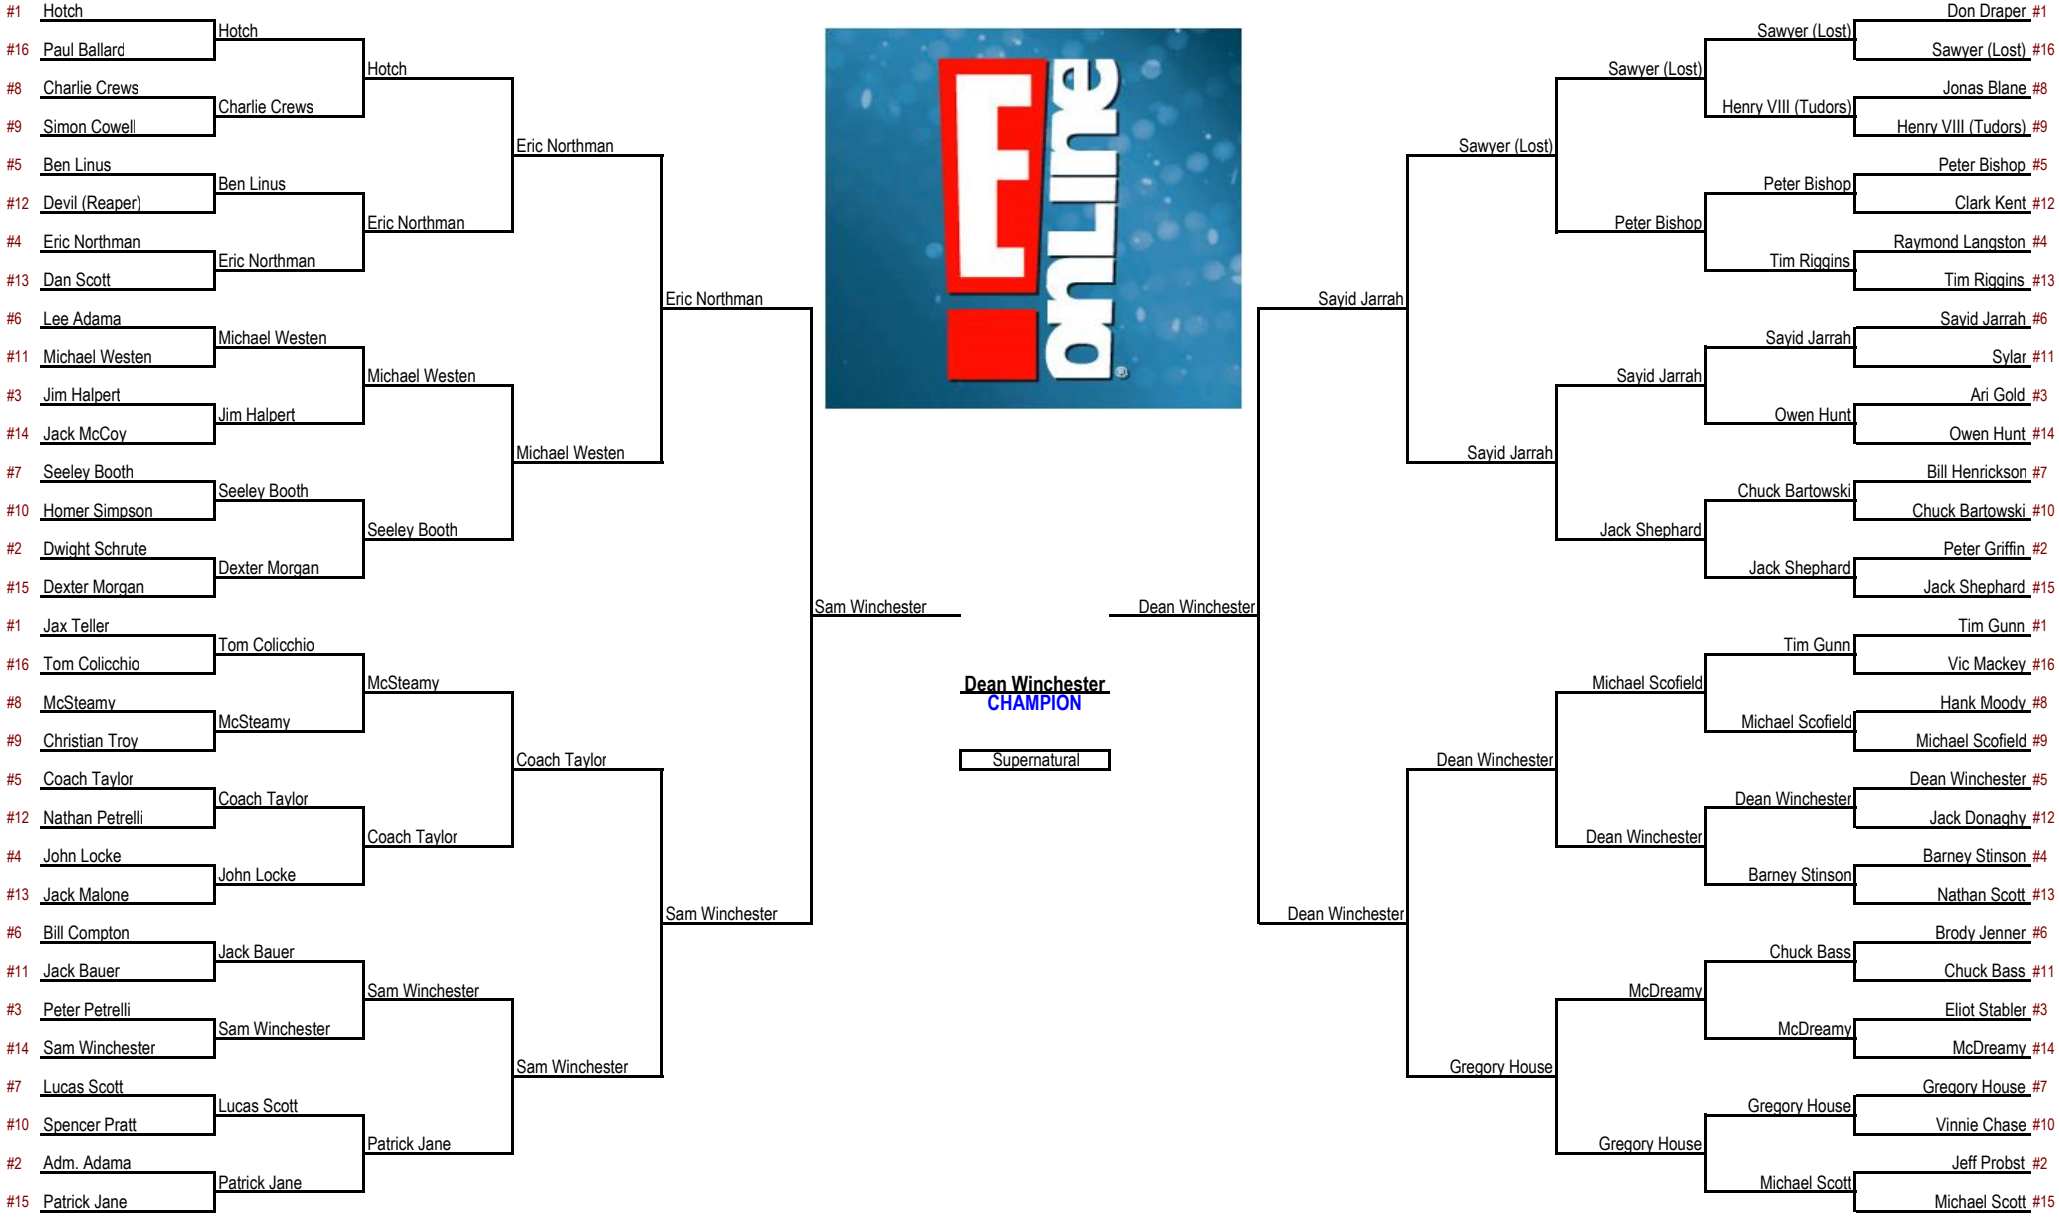 #1 Hotch
#16 Paul Ballard
#8 Charlie Crews
#9 Simon Cowell
#5 Ben Linus
#12 Devil (Reaper)
#4 Eric Northman
#13 Dan Scott
#6 Lee Adama
#11 Michael Westen
#3 Jim Halpert
#14 Jack McCoy
#7 Seeley Booth
#10 Homer Simpson
#2 Dwight Schrute
#15 Dexter Morgan
#1 Jax Teller
#16 Tom Colicchio
#8 McSteamy
#9 Christian Troy
#5 Coach Taylor
#12 Nathan Petrelli
#4 John Locke
#13 Jack Malone
#6 Bill Compton
#11 Jack Bauer
#3 Peter Petrelli
#14 Sam Winchester
#7 Lucas Scott
#10 Spencer Pratt
#2 Adm. Adama
#15 Patrick Jane
Hotch
Charlie Crews
Ben Linus
Eric Northman
Michael Westen
Jim Halpert
Seeley Booth
Dexter Morgan
Tom Colicchio
McSteamy
Coach Taylor
John Locke
Jack Bauer
Sam Winchester
Lucas Scott
Patrick Jane
Hotch
Eric Northman
Michael Westen
Seeley Booth
McSteamy
Coach Taylor
Sam Winchester
Patrick Jane
Eric Northman
Michael Westen
Coach Taylor
Sam Winchester
Eric Northman
Sam Winchester
Sam Winchester
E! onLine®
Dean Winchester
CHAMPION
Supernatural
Dean Winchester
Sayid Jarrah
Dean Winchester
Sawyer (Lost)
Sayid Jarrah
Dean Winchester
Gregory House
Sawyer (Lost)
Peter Bishop
Sayid Jarrah
Jack Shephard
Michael Scofield
Dean Winchester
McDreamy
Gregory House
Sawyer (Lost)
Henry VIII (Tudors)
Peter Bishop
Tim Riggins
Sayid Jarrah
Owen Hunt
Chuck Bartowski
Jack Shephard
Tim Gunn
Michael Scofield
Dean Winchester
Barney Stinson
Chuck Bass
McDreamy
Gregory House
Michael Scott
Don Draper #1
Sawyer (Lost) #16
Jonas Blane #8
Henry VIII (Tudors) #9
Peter Bishop #5
Clark Kent #12
Raymond Langston #4
Tim Riggins #13
Sayid Jarrah #6
Sylar #11
Ari Gold #3
Owen Hunt #14
Bill Henrickson #7
Chuck Bartowski #10
Peter Griffin #2
Jack Shephard #15
Tim Gunn #1
Vic Mackey #16
Hank Moody #8
Michael Scofield #9
Dean Winchester #5
Jack Donaghy #12
Barney Stinson #4
Nathan Scott #13
Brody Jenner #6
Chuck Bass #11
Eliot Stabler #3
McDreamy #14
Gregory House #7
Vinnie Chase #10
Jeff Probst #2
Michael Scott #15